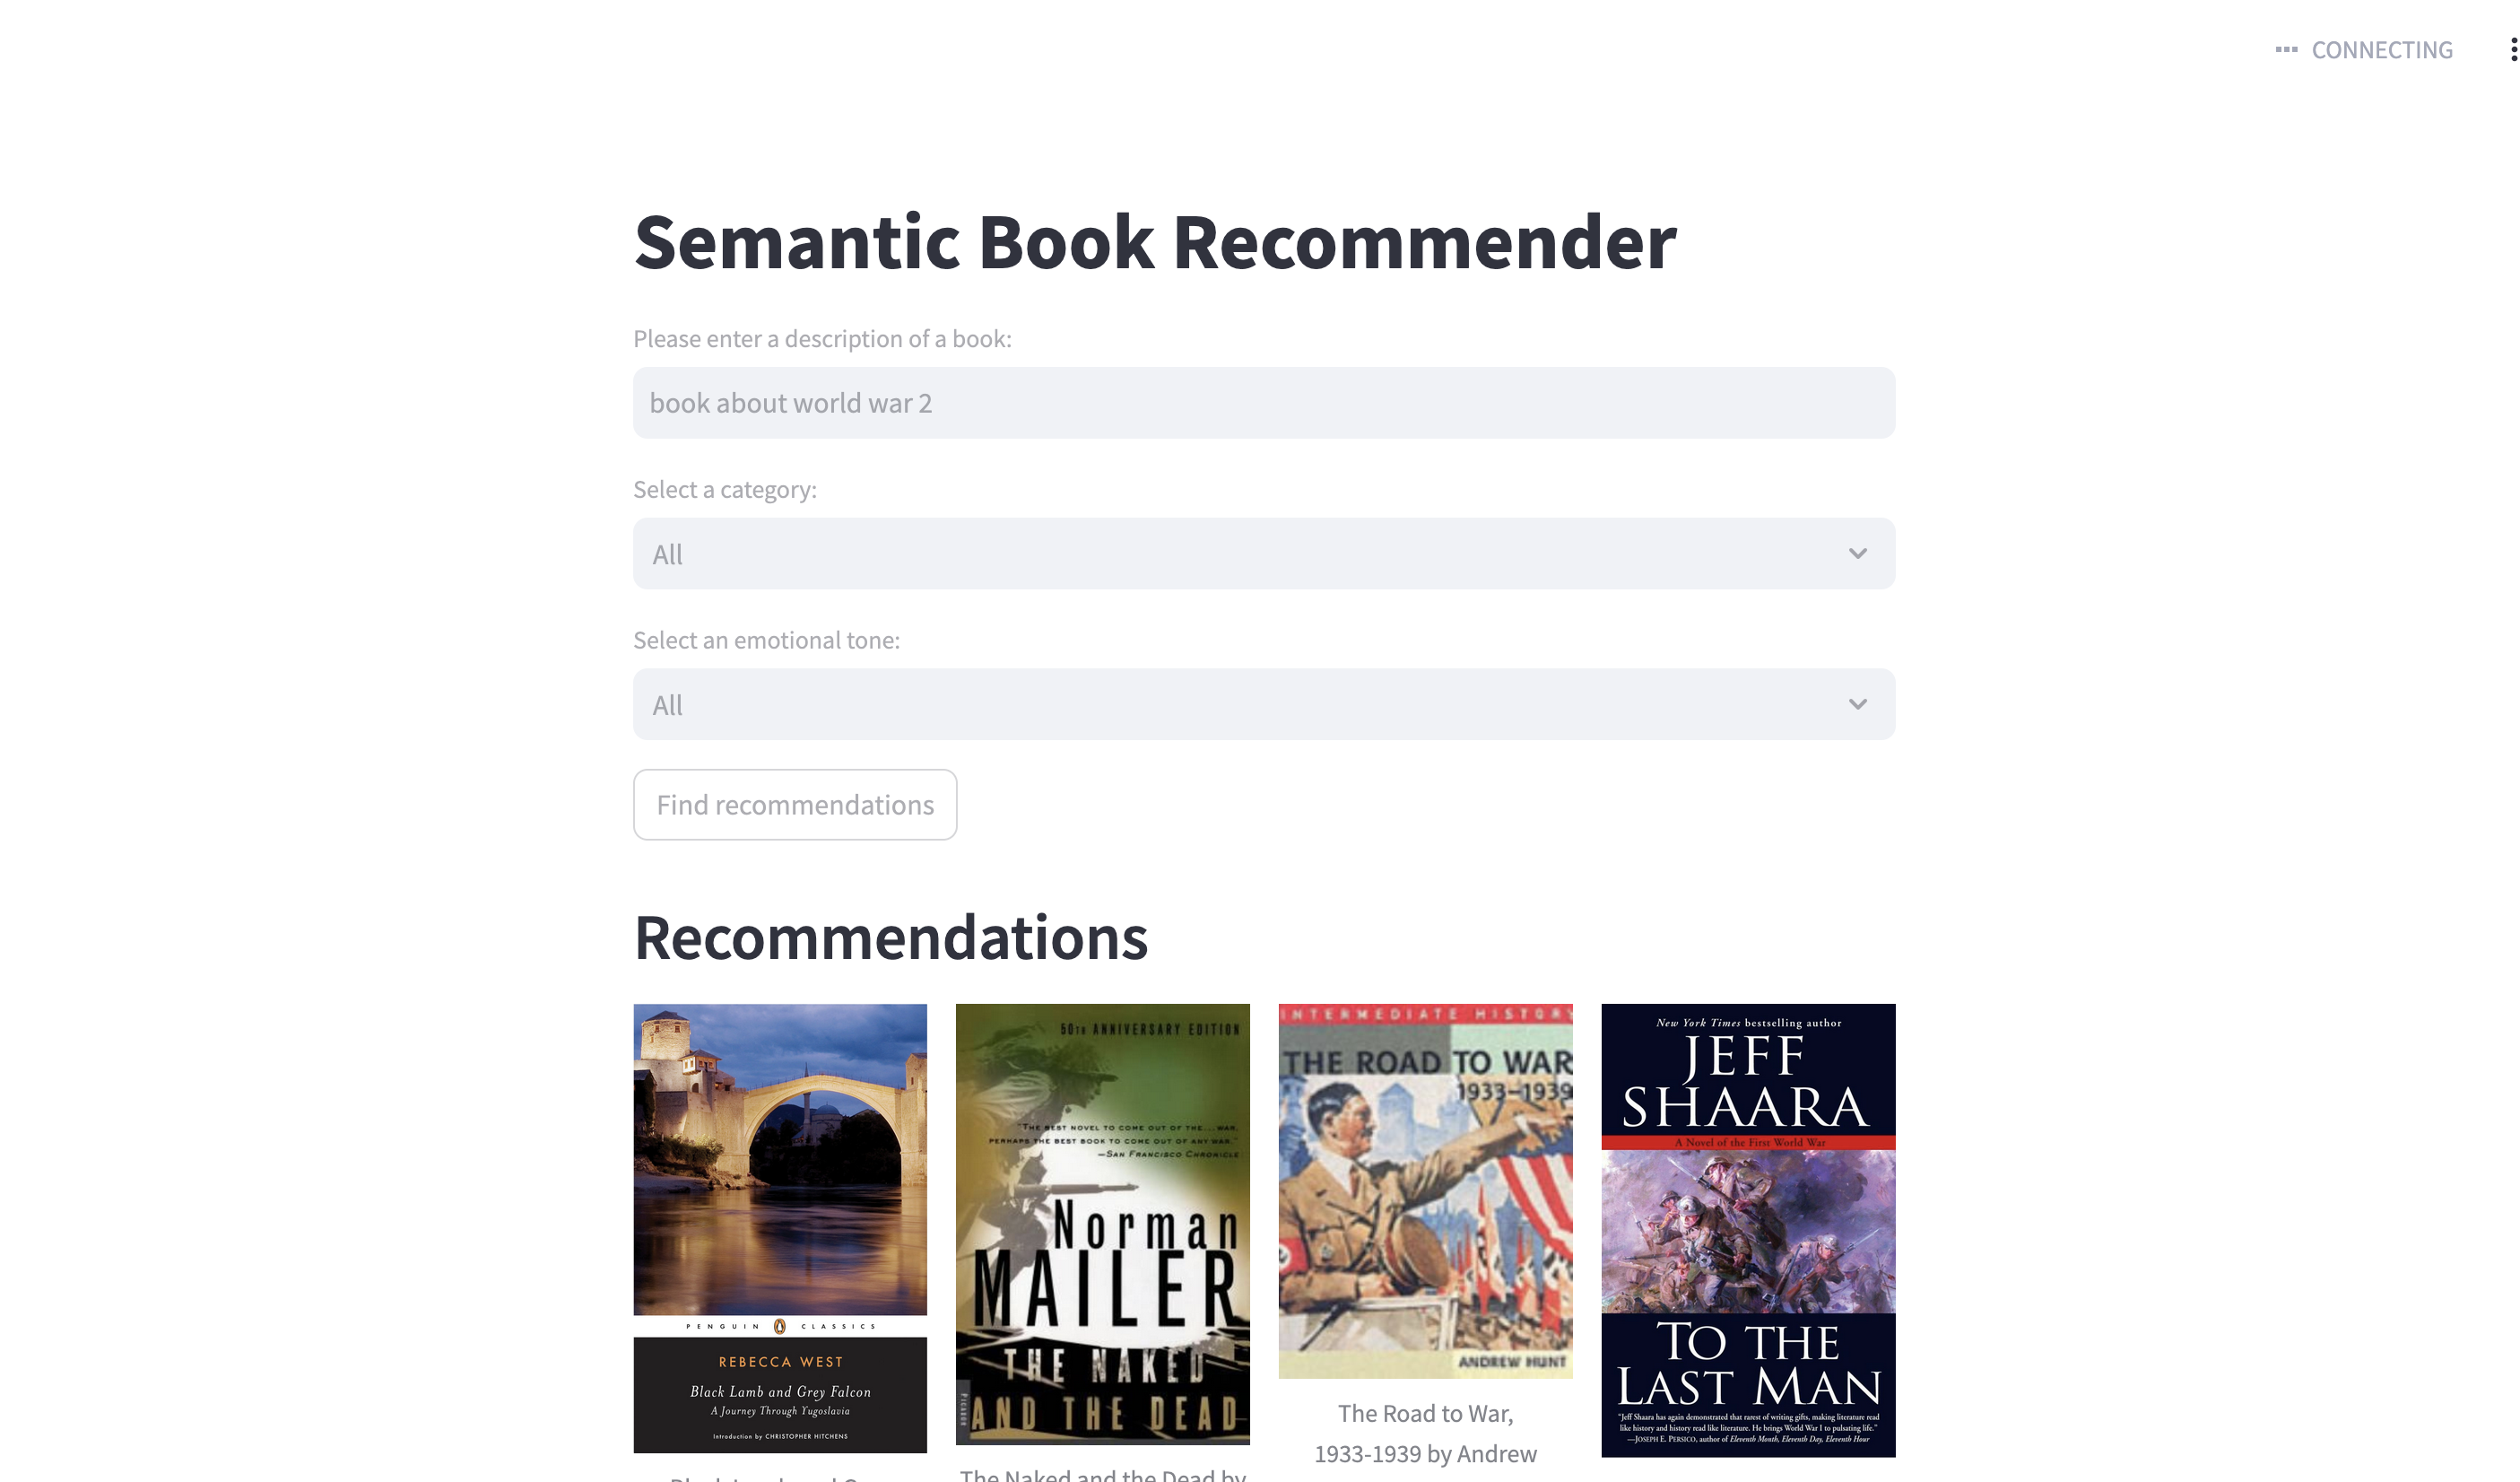 CONNECTING
Semantic Book Recommender
Please enter a description of a book:
book about world war 2
Select a category:
All
Select an emotional tone:
All
Find recommendations
Recommendations
PENGUIN CLASSICS
REBECCA WEST
Black Lamb and Grey Falcon
A Journey Through Yugoslavia
Introduction by CHRISTOPHER HITCHENS
50TH ANNIVERSARY EDITION
"THE BEST NOVEL TO COME OUT OF THE...WAR,
PERHAPS THE BEST BOOK TO COME OUT OF ANY WAR."
—SAN FRANCISCO CHRONICLE
Norman
MAILER
THE NAKED
AND THE DEAD
PICADOR
The Naked and the Dead by
INTERMEDIATE HISTORY
THE ROAD TO WAR
1933–1939
ANDREW HUNT
The Road to War,
1933-1939 by Andrew
New York Times bestselling author
JEFF
SHAARA
A Novel of the First World War
TO THE
LAST MAN
"Jeff Shaara has again demonstrated that rarest of writing gifts, making literature read
like history and history read like literature. He brings World War I to pulsating life."
—JOSEPH E. PERSICO, author of Eleventh Month, Eleventh Day, Eleventh Hour